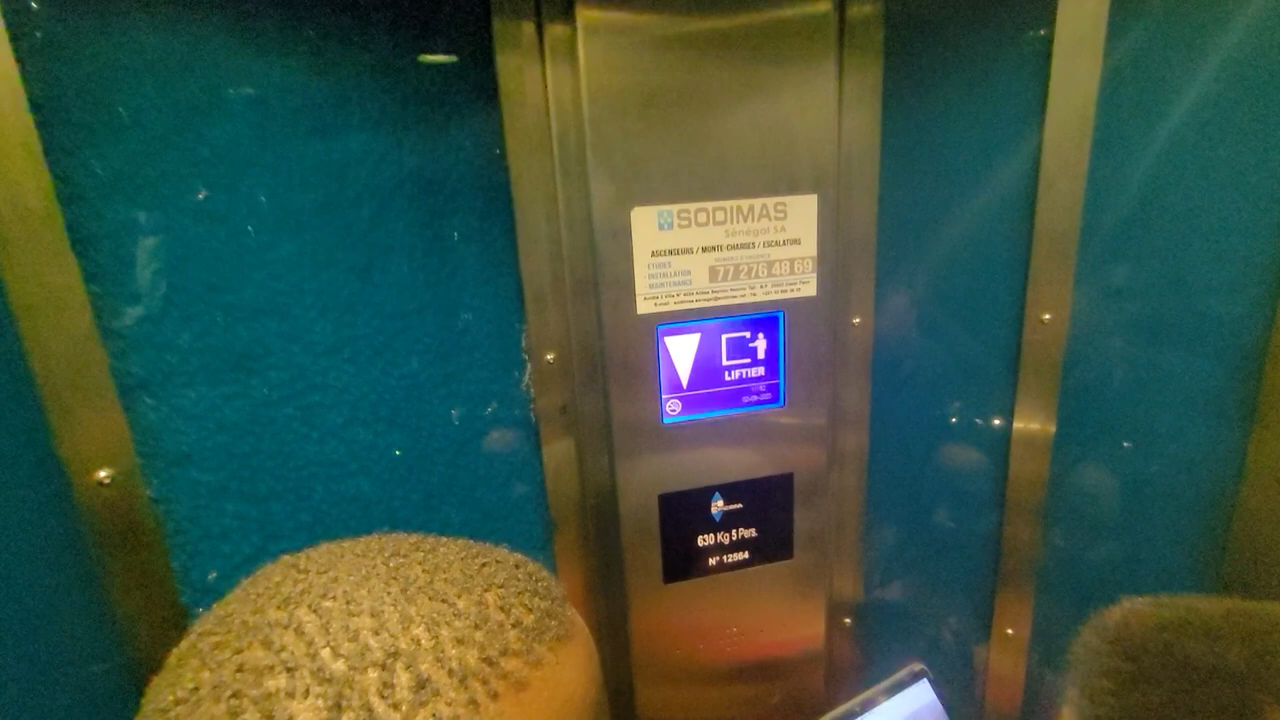 SODIMAS
Sénégal SA
ASCENSEURS / MONTE-CHARGES / ESCALATORS
- ETUDES
- INSTALLATION
- MAINTENANCE
77 276 48 69
LIFTIER
630 Kg 5 Pers.
N° 12564